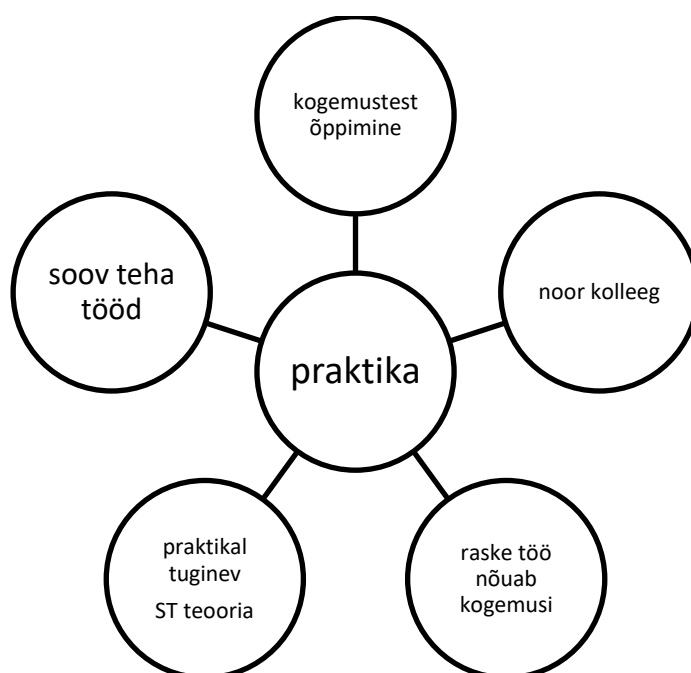 kogemustest
õppimine
soov teha
tööd
noor kolleeg
praktika
praktikal
tuginev
ST teooria
raske töö
nõuab
kogemusi